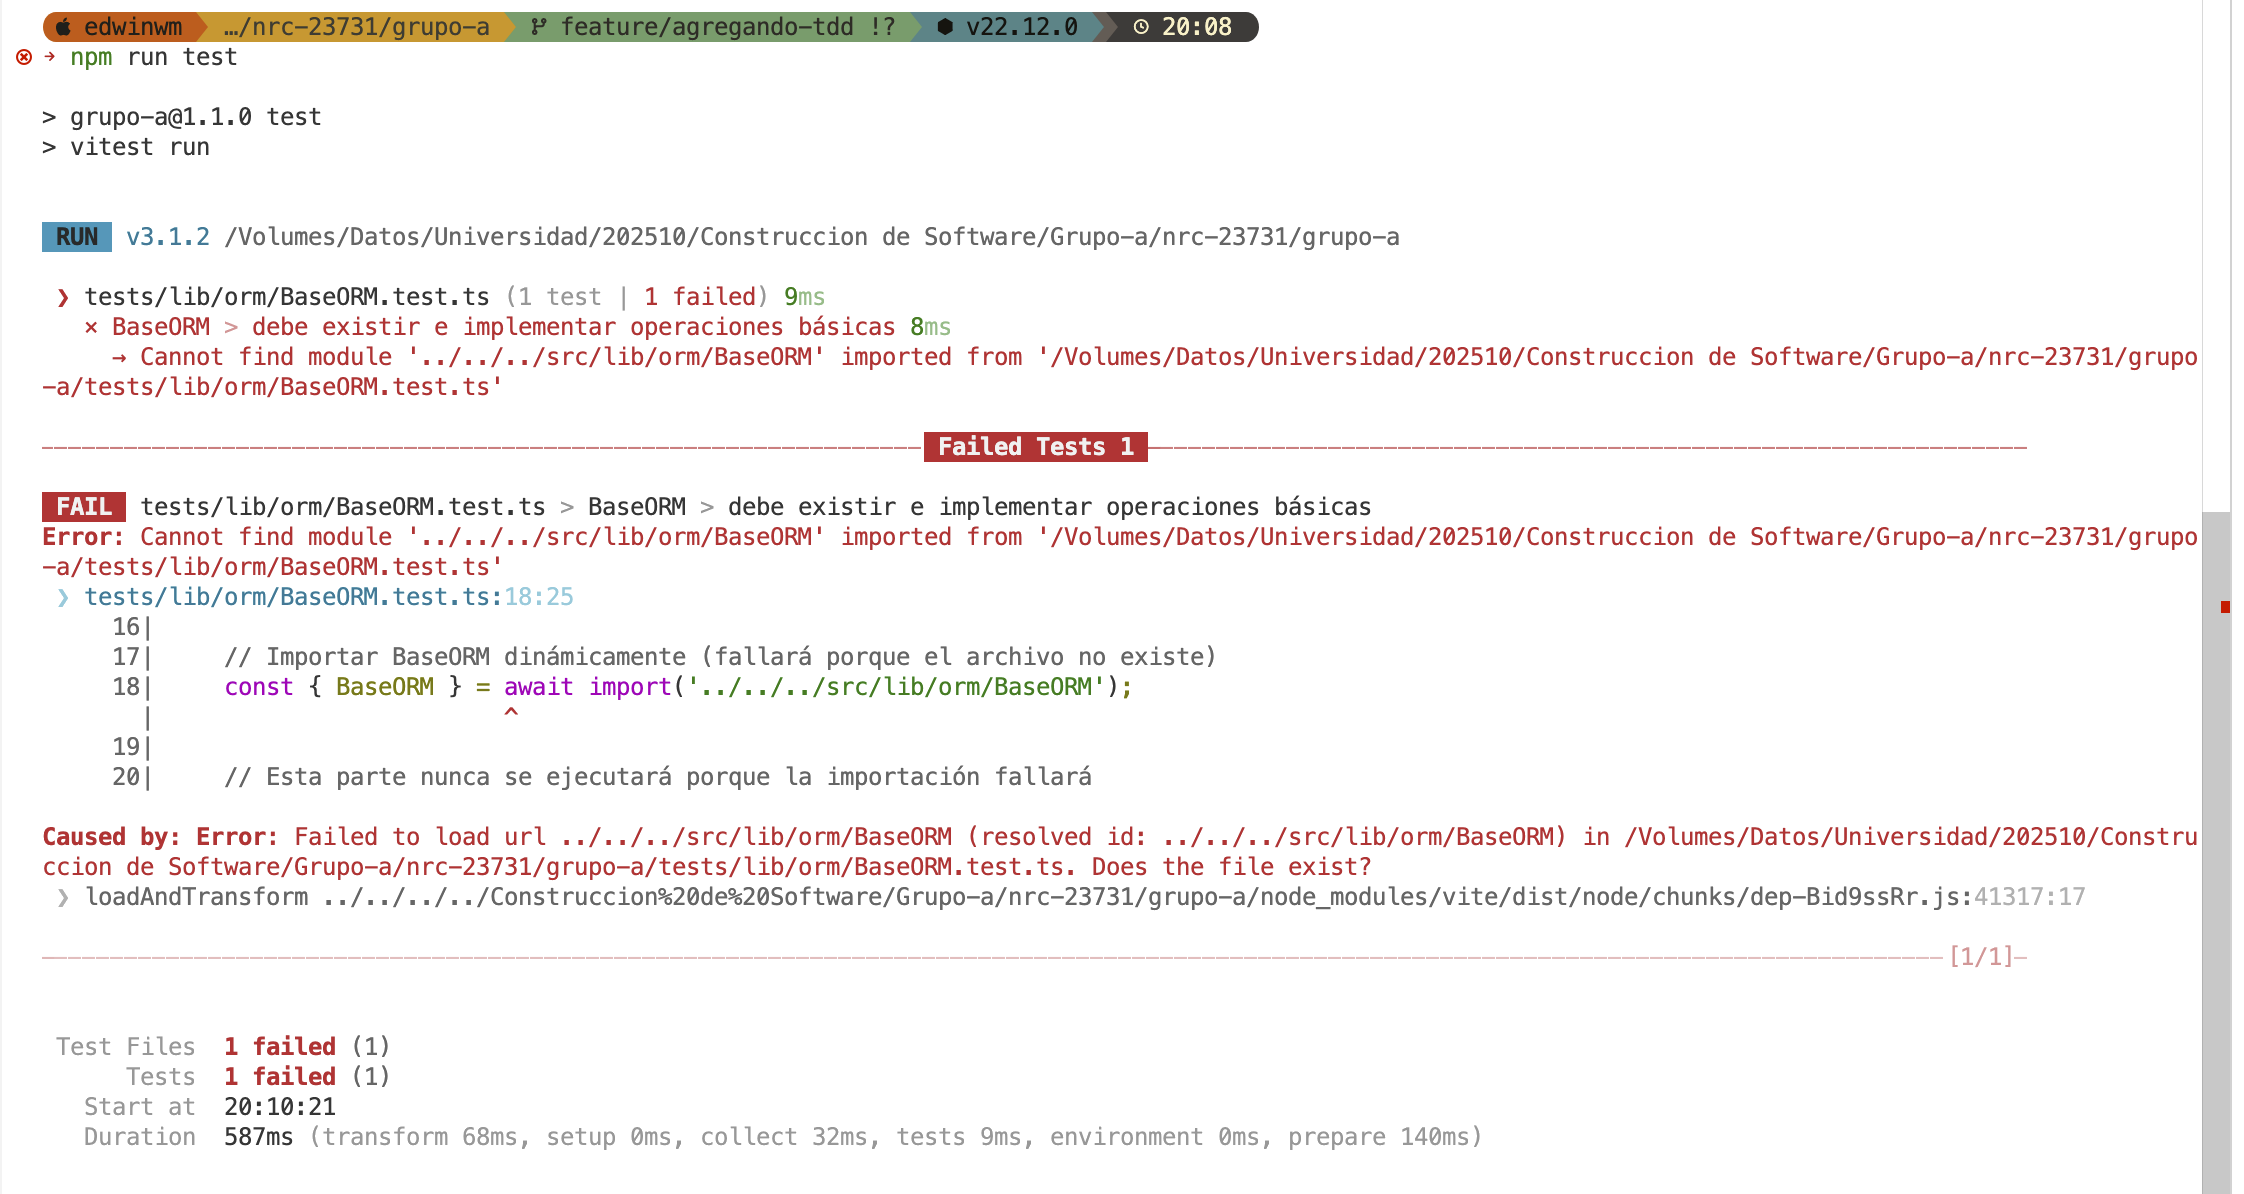 edwinwm …/nrc-23731/grupo-a feature/agregando-tdd !? v22.12.0 20:08
→ npm run test
> grupo-a@1.1.0 test
> vitest run
RUN v3.1.2 /Volumes/Datos/Universidad/202510/Construccion de Software/Grupo-a/nrc-23731/grupo-a
❯ tests/lib/orm/BaseORM.test.ts (1 test | 1 failed) 9ms
× BaseORM > debe existir e implementar operaciones básicas 8ms
→ Cannot find module '../../../src/lib/orm/BaseORM' imported from '/Volumes/Datos/Universidad/202510/Construccion de Software/Grupo-a/nrc-23731/grupo
-a/tests/lib/orm/BaseORM.test.ts'
Failed Tests 1
FAIL tests/lib/orm/BaseORM.test.ts > BaseORM > debe existir e implementar operaciones básicas
Error: Cannot find module '../../../src/lib/orm/BaseORM' imported from '/Volumes/Datos/Universidad/202510/Construccion de Software/Grupo-a/nrc-23731/grupo
-a/tests/lib/orm/BaseORM.test.ts'
❯ tests/lib/orm/BaseORM.test.ts:18:25
16|
17| // Importar BaseORM dinámicamente (fallará porque el archivo no existe)
18| const { BaseORM } = await import('../../../src/lib/orm/BaseORM');
| ^
19|
20| // Esta parte nunca se ejecutará porque la importación fallará
Caused by: Error: Failed to load url ../../../src/lib/orm/BaseORM (resolved id: ../../../src/lib/orm/BaseORM) in /Volumes/Datos/Universidad/202510/Constru
ccion de Software/Grupo-a/nrc-23731/grupo-a/tests/lib/orm/BaseORM.test.ts. Does the file exist?
❯ loadAndTransform ../../../../Construccion%20de%20Software/Grupo-a/nrc-23731/grupo-a/node_modules/vite/dist/node/chunks/dep-Bid9ssRr.js:41317:17
[1/1]
Test Files 1 failed (1)
Tests 1 failed (1)
Start at 20:10:21
Duration 587ms (transform 68ms, setup 0ms, collect 32ms, tests 9ms, environment 0ms, prepare 140ms)